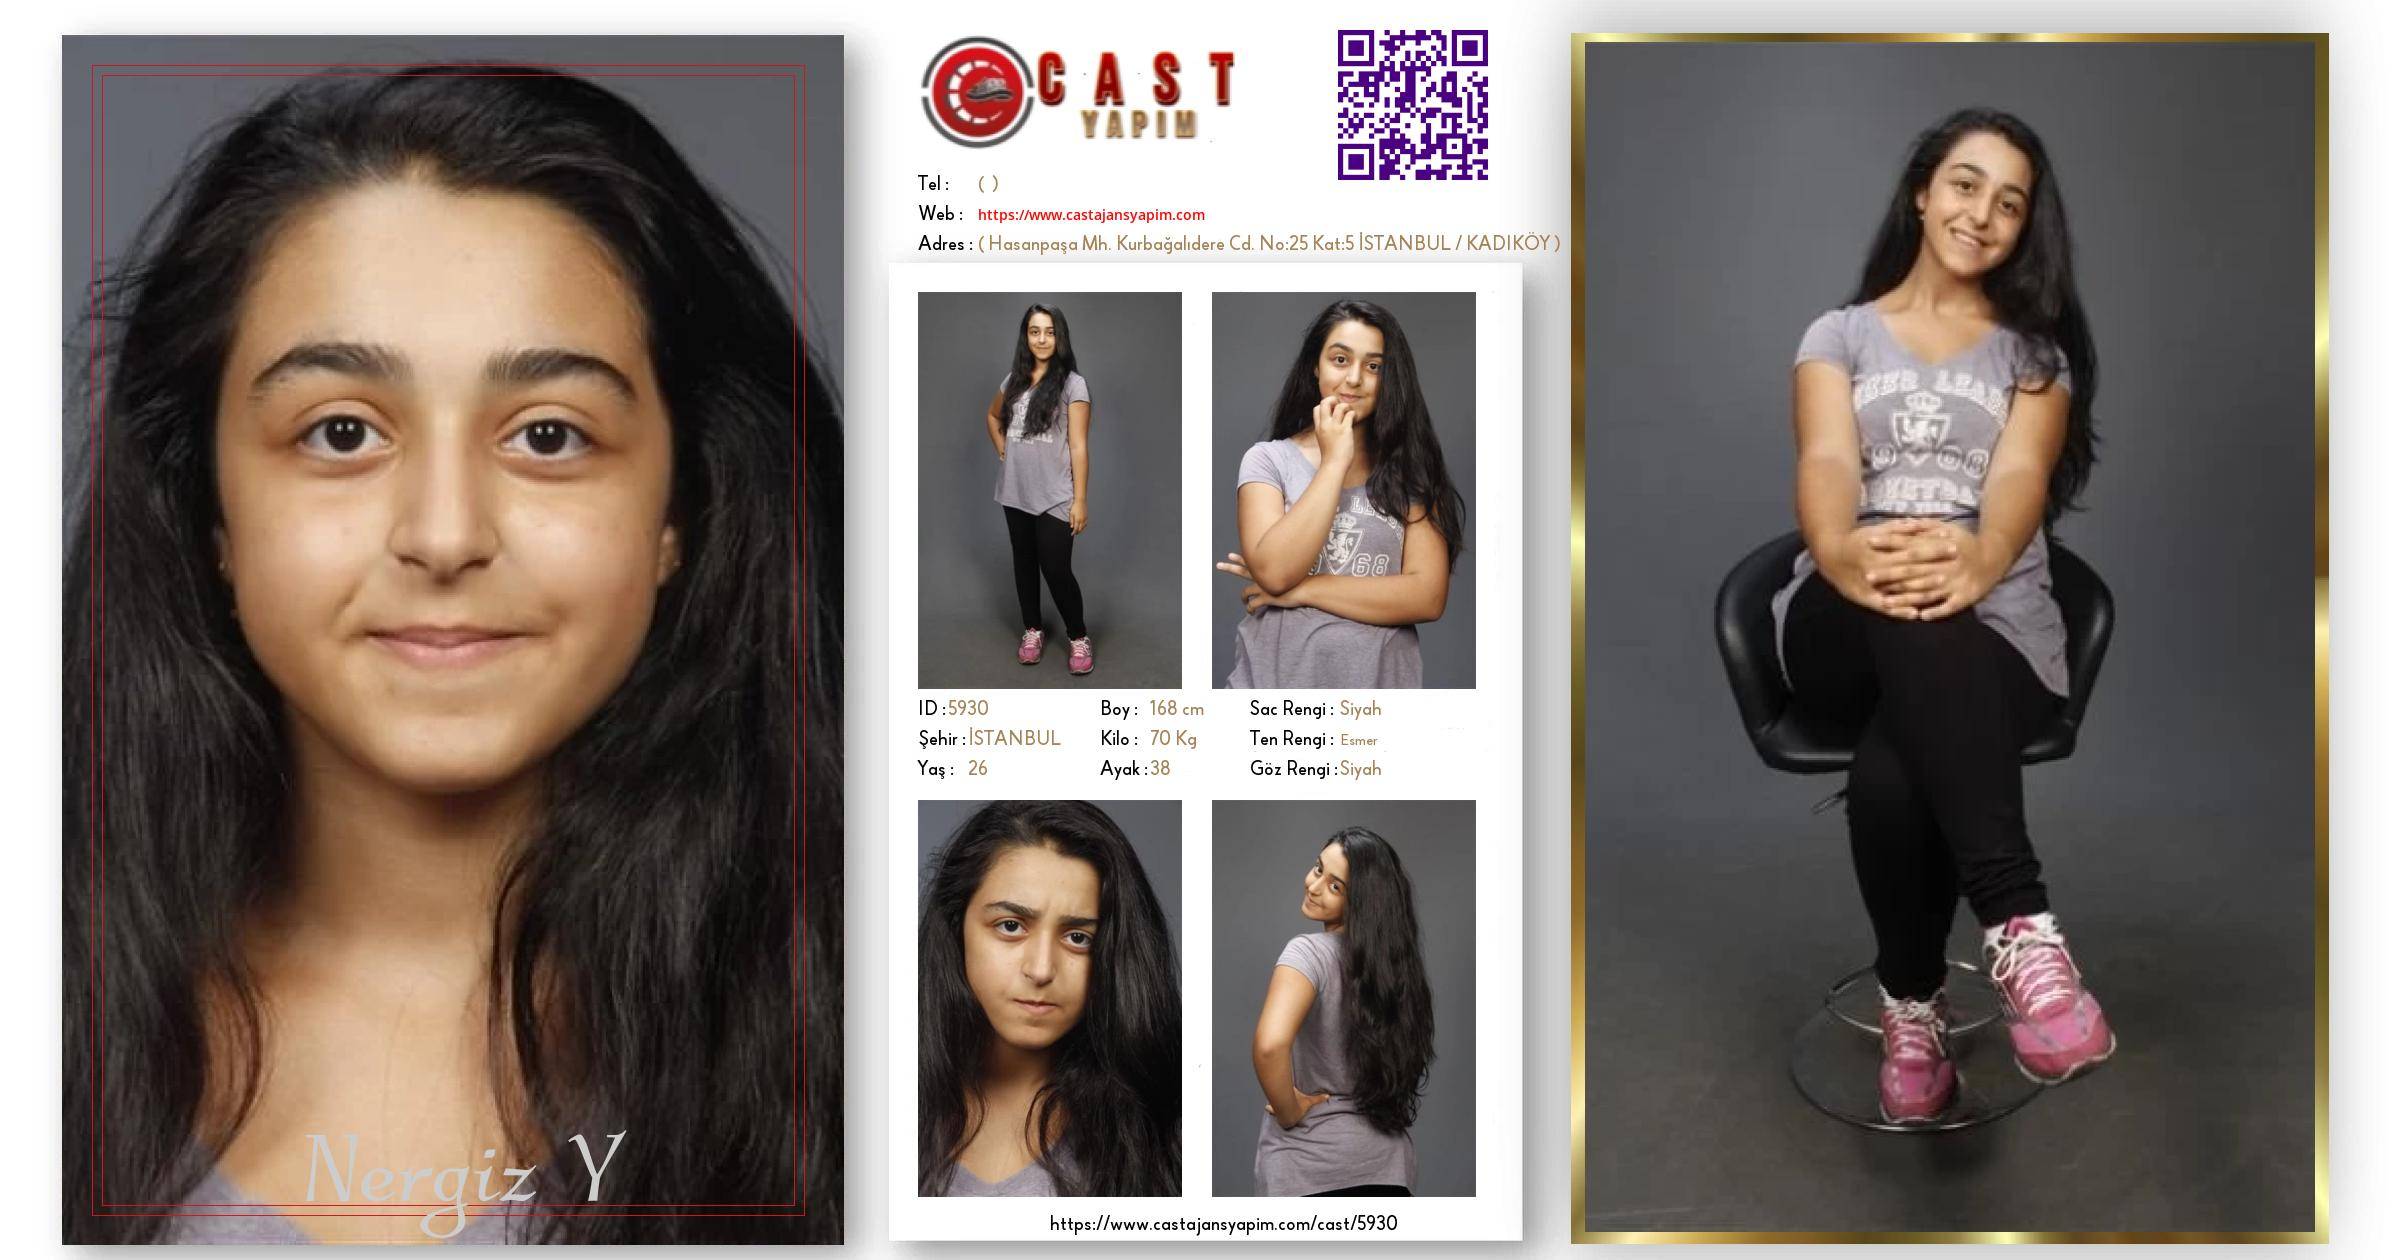 Nergiz Y
CAST
YAPIM
Tel : ( )
Web : https://www.castajansyapim.com
Adres : ( Hasanpaşa Mh. Kurbağalıdere Cd. No:25 Kat:5 İSTANBUL / KADIKÖY )
ID : 5930 Boy : 168 cm Sac Rengi : Siyah
Şehir : İSTANBUL Kilo : 70 Kg Ten Rengi : Esmer
Yaş : 26 Ayak : 38 Göz Rengi : Siyah
https://www.castajansyapim.com/cast/5930